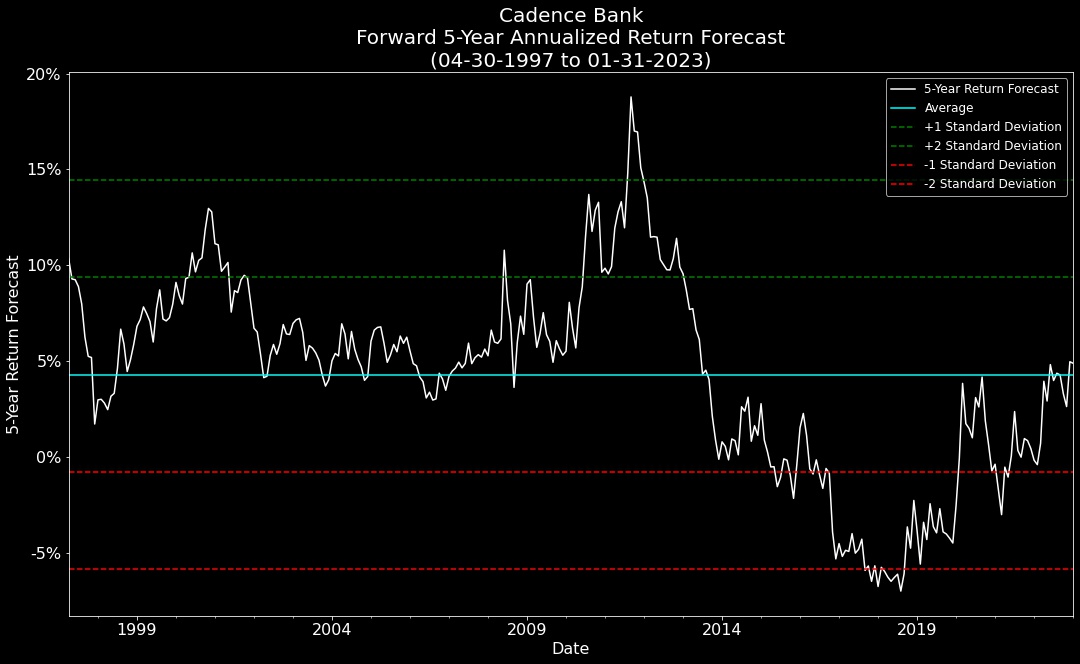 Cadence Bank
Forward 5-Year Annualized Return Forecast
(04-30-1997 to 01-31-2023)
20%
15%
10%
5%
0%
-5%
5-Year Return Forecast
5-Year Return Forecast
Average
+1 Standard Deviation
+2 Standard Deviation
-1 Standard Deviation
-2 Standard Deviation
1999
2004
2009
2014
2019
Date